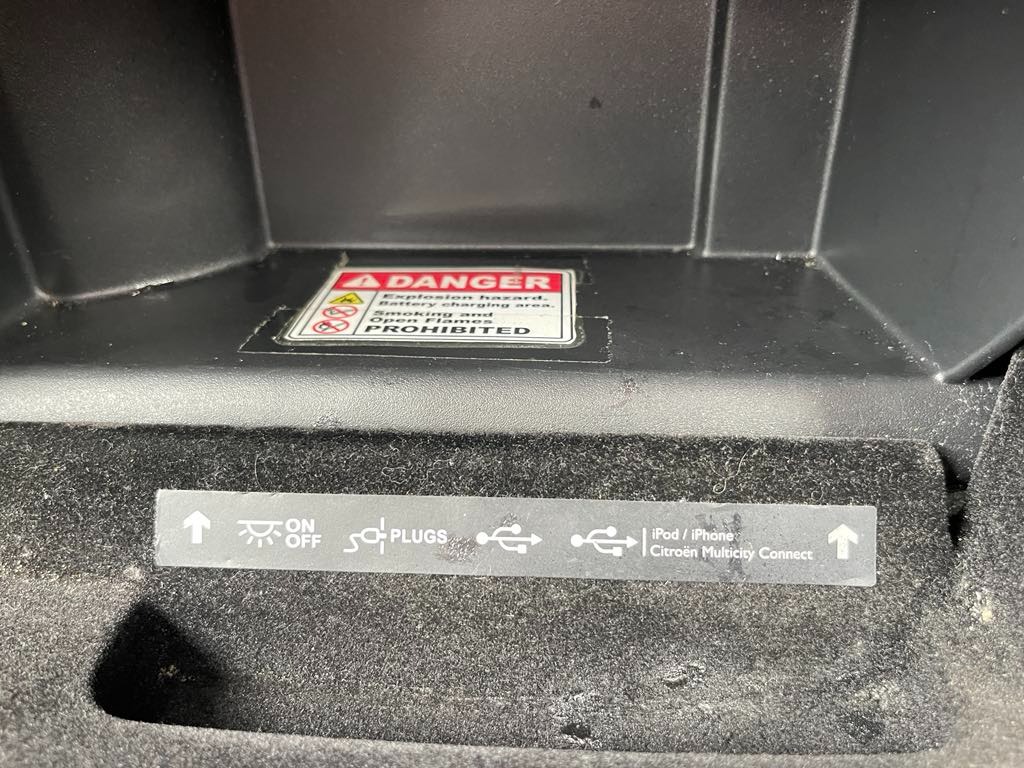 DANGER
Explosion hazard.
Battery charging area.
Smoking and
Open Flames
PROHIBITED
ON
OFF
PLUGS
iPod / iPhone
Citroën Multicity Connect